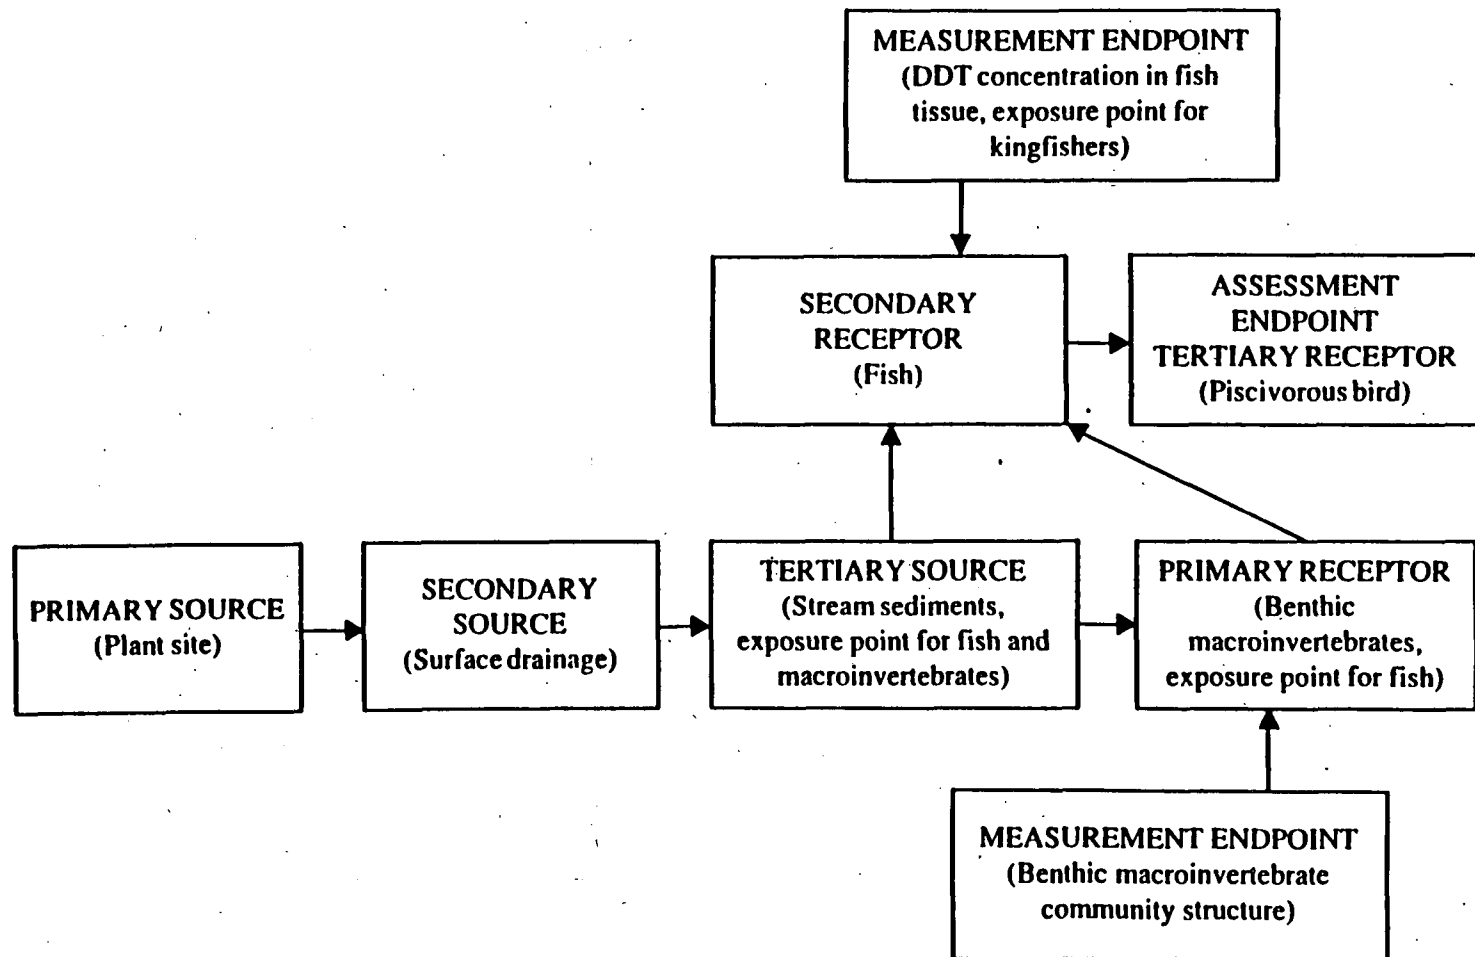 MEASUREMENT ENDPOINT
(DDT concentration in fish
tissue, exposure point for
kingfishers)
SECONDARY
RECEPTOR
(Fish)
ASSESSMENT
ENDPOINT
TERTIARY RECEPTOR
(Piscivorous bird)
PRIMARY SOURCE
(Plant site)
SECONDARY
SOURCE
(Surface drainage)
TERTIARY SOURCE
(Stream sediments,
exposure point for fish and
macroinvertebrates)
PRIMARY RECEPTOR
(Benthic
macroinvertebrates,
exposure point for fish)
MEASUREMENT ENDPOINT
(Benthic macroinvertebrate
community structure)